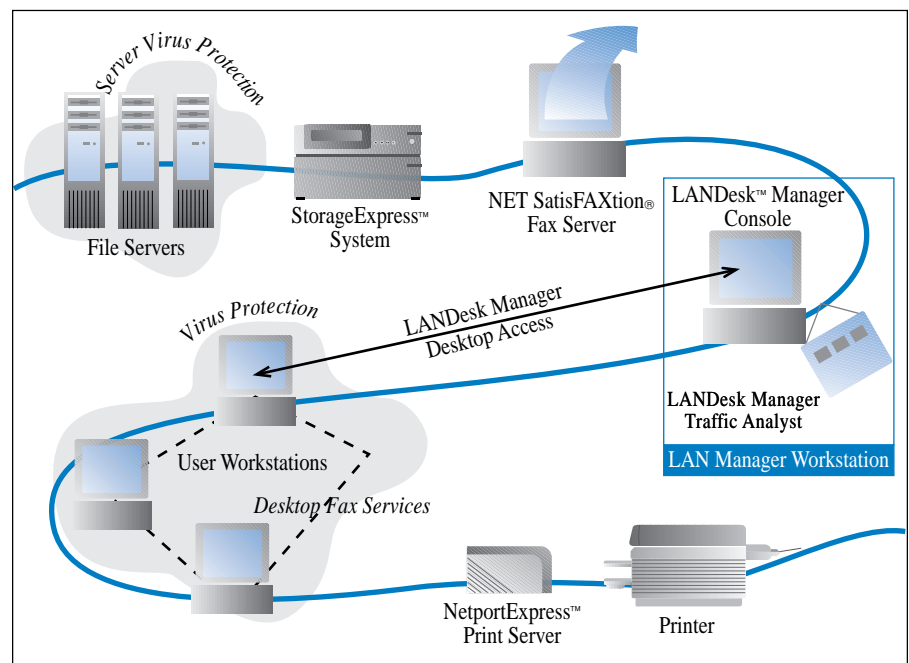 Server Virus Protection
File Servers
StorageExpress™
System
NET SatisFAXtion®
Fax Server
LANDesk™ Manager
Console
LANDesk Manager
Desktop Access
Virus Protection
LANDesk Manager
Traffic Analyst
LAN Manager Workstation
User Workstations
Desktop Fax Services
NetportExpress™
Print Server
Printer